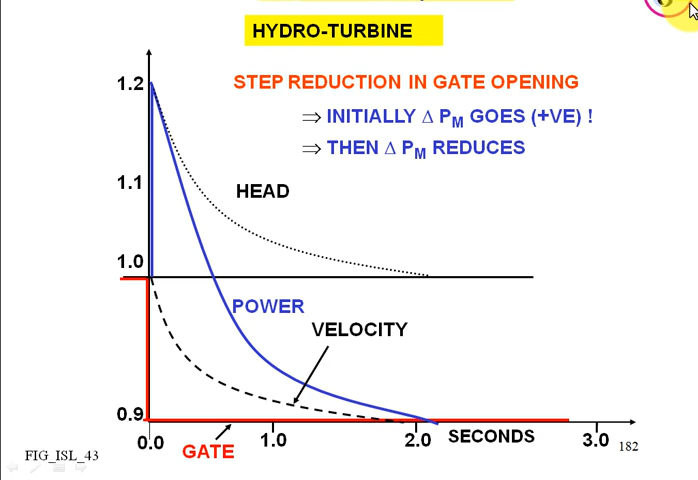 HYDRO-TURBINE
STEP REDUCTION IN GATE OPENING
⇒ INITIALLY Δ PM GOES (+VE) !
⇒ THEN Δ PM REDUCES
1.2
1.1
1.0
0.9
HEAD
POWER
VELOCITY
0.0
1.0
2.0
SECONDS
3.0
GATE
FIG_ISL_43
182